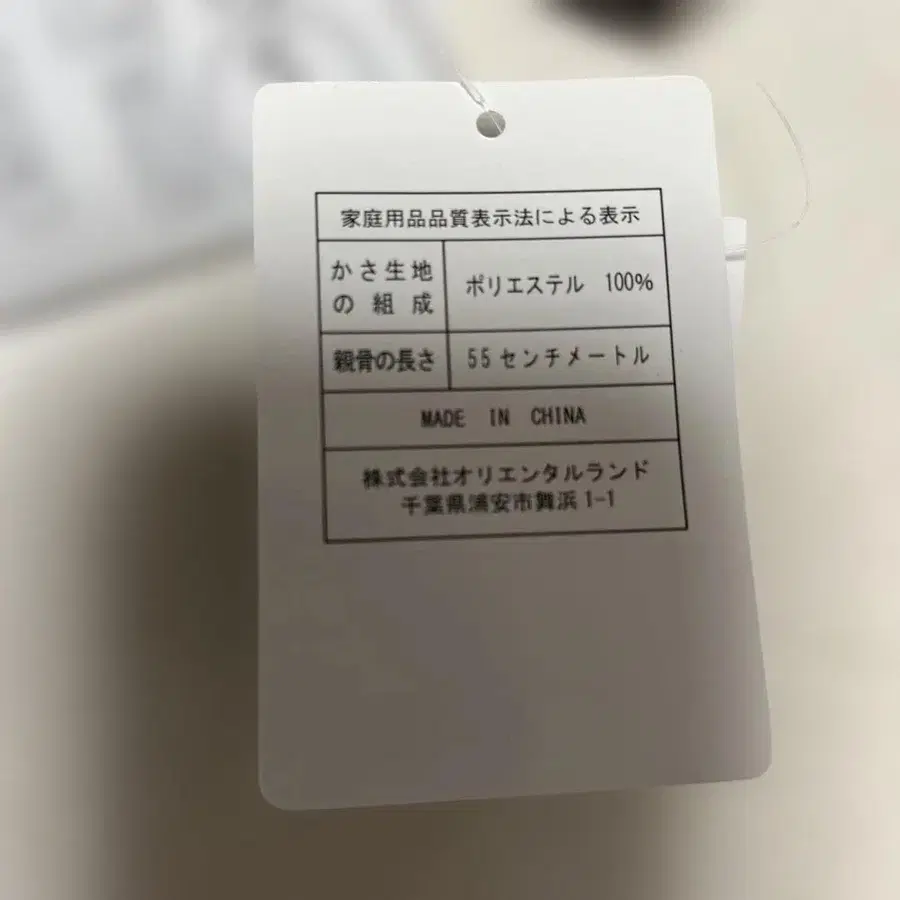 家庭用品品質表示法による表示
かさ生地
の組成
ポリエステル 100%
親骨の長さ
55センチメートル
MADE IN CHINA
株式会社オリエンタルランド
千葉県浦安市舞浜1-1